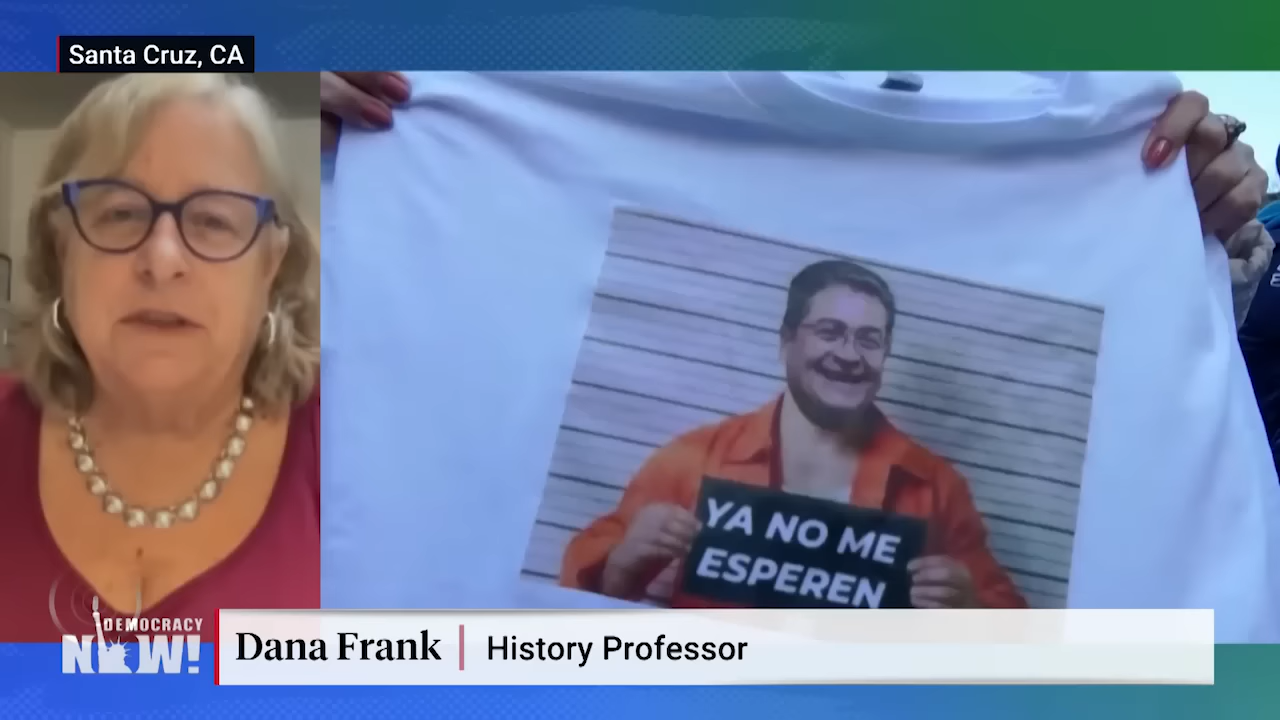 Santa Cruz, CA
YA NO ME
ESPEREN
DEMOCRACY
NOW!
Dana Frank
History Professor